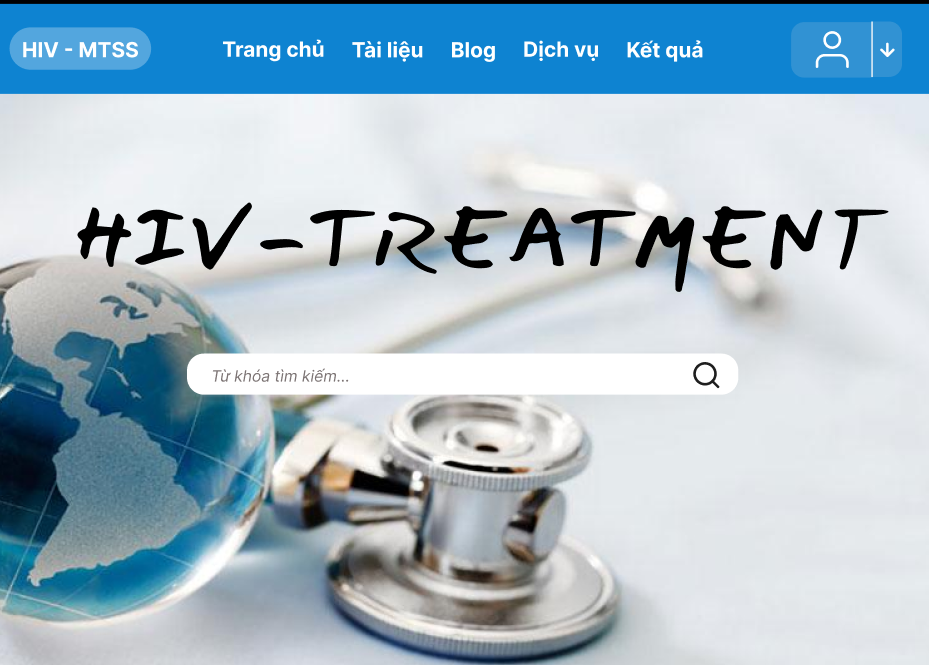 HIV - MTSS
Trang chủ Tài liệu Blog Dịch vụ Kết quả
HIV-TREATMENT
Từ khóa tìm kiếm...